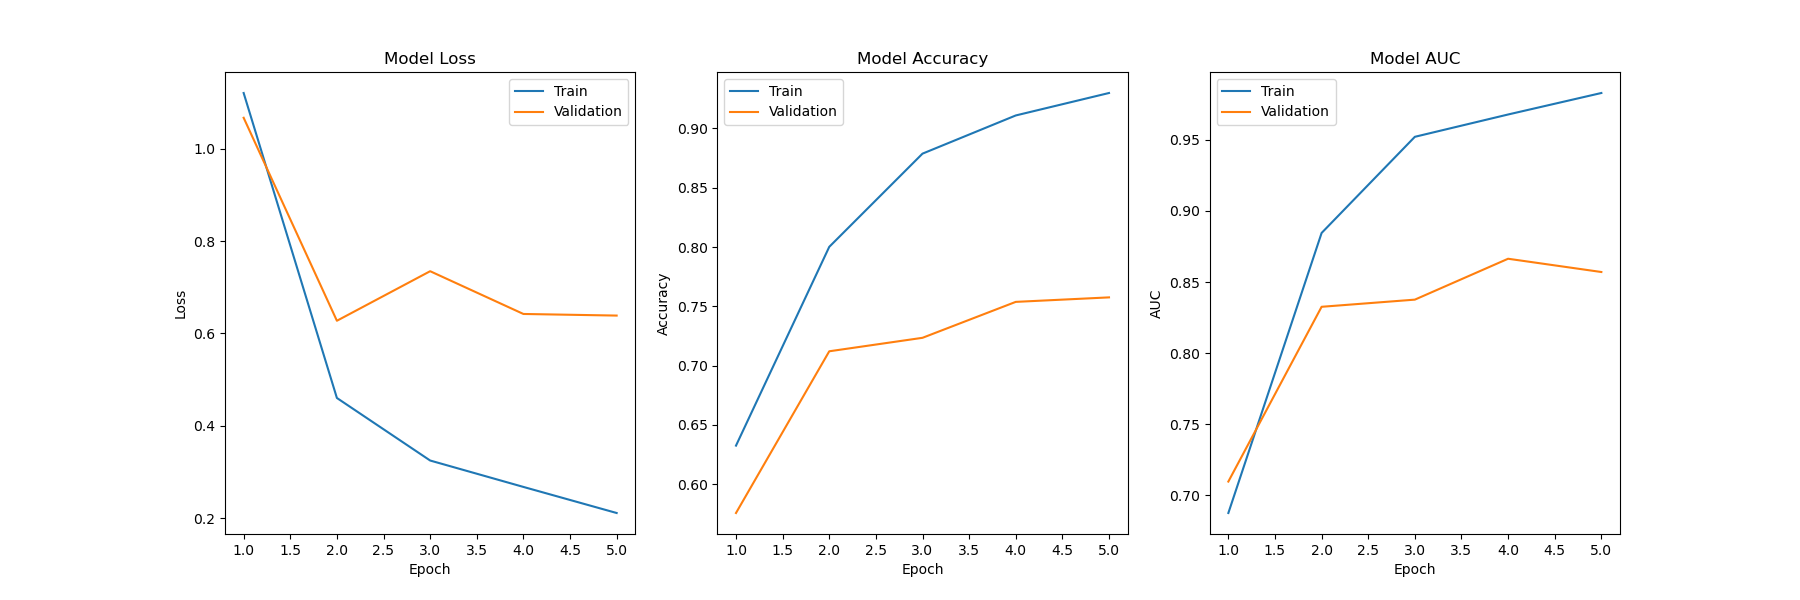 Model Loss
Train
Validation
1.0
0.8
0.6
0.4
0.2
Loss
1.0 1.5 2.0 2.5 3.0 3.5 4.0 4.5 5.0
Epoch
Model Accuracy
Train
Validation
0.90
0.85
0.80
0.75
0.70
0.65
0.60
Accuracy
1.0 1.5 2.0 2.5 3.0 3.5 4.0 4.5 5.0
Epoch
Model AUC
Train
Validation
0.95
0.90
0.85
0.80
0.75
0.70
AUC
1.0 1.5 2.0 2.5 3.0 3.5 4.0 4.5 5.0
Epoch